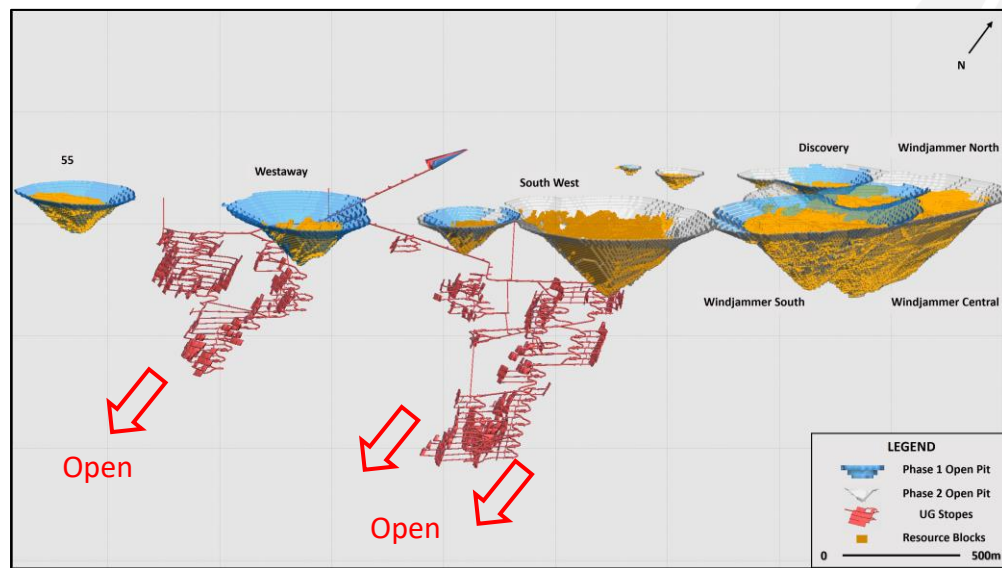 N
55
Westaway
South West
Discovery
Windjammer North
Windjammer South
Windjammer Central
Open
Open
LEGEND
Phase 1 Open Pit
Phase 2 Open Pit
UG Stopes
Resource Blocks
0 500m